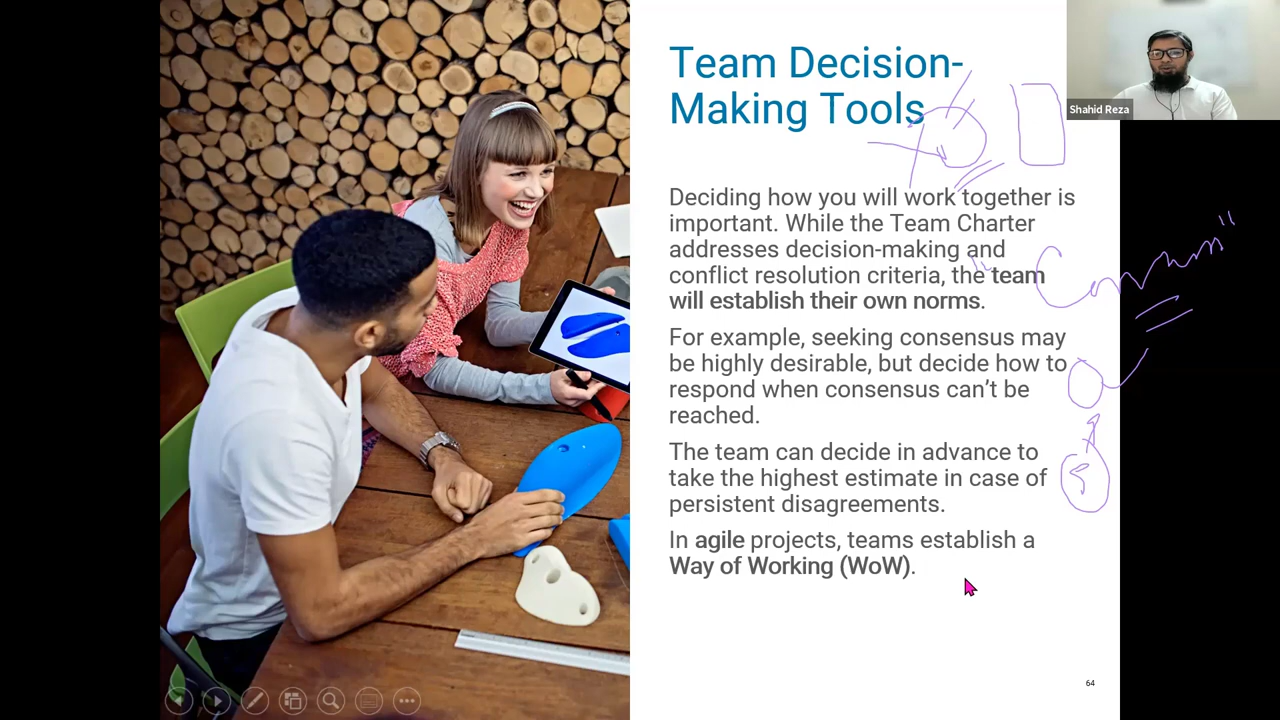 Team Decision-
Making Tools
Shahid Reza
Deciding how you will work together is
important. While the Team Charter
addresses decision-making and
conflict resolution criteria, the team
will establish their own norms.
For example, seeking consensus may
be highly desirable, but decide how to
respond when consensus can’t be
reached.
The team can decide in advance to
take the highest estimate in case of
persistent disagreements.
In agile projects, teams establish a
Way of Working (WoW).
64